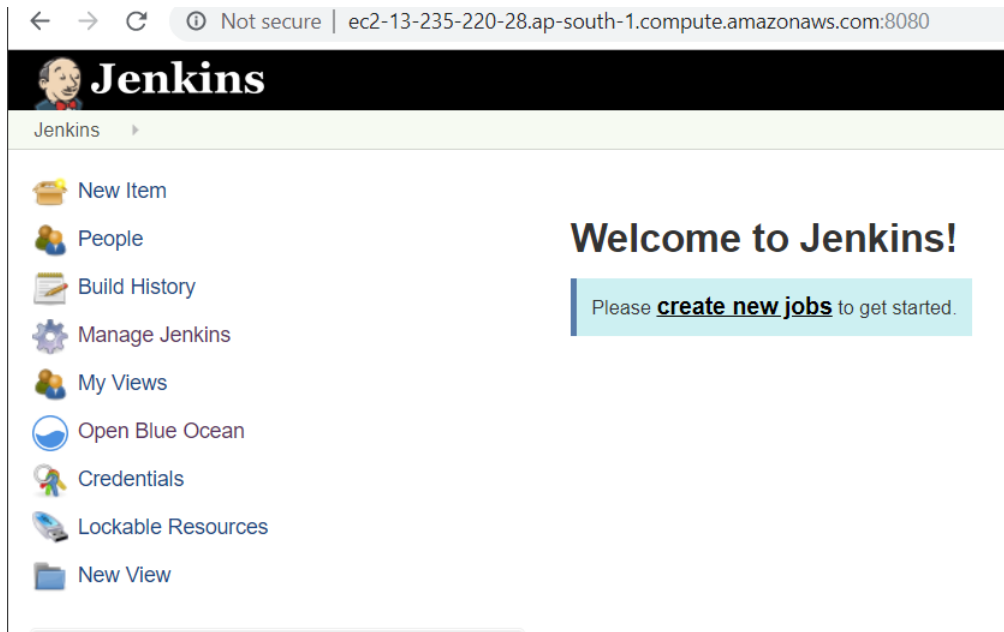 Not secure | ec2-13-235-220-28.ap-south-1.compute.amazonaws.com:8080
Jenkins
Jenkins
New Item
People
Build History
Manage Jenkins
My Views
Open Blue Ocean
Credentials
Lockable Resources
New View
Welcome to Jenkins!
Please create new jobs to get started.